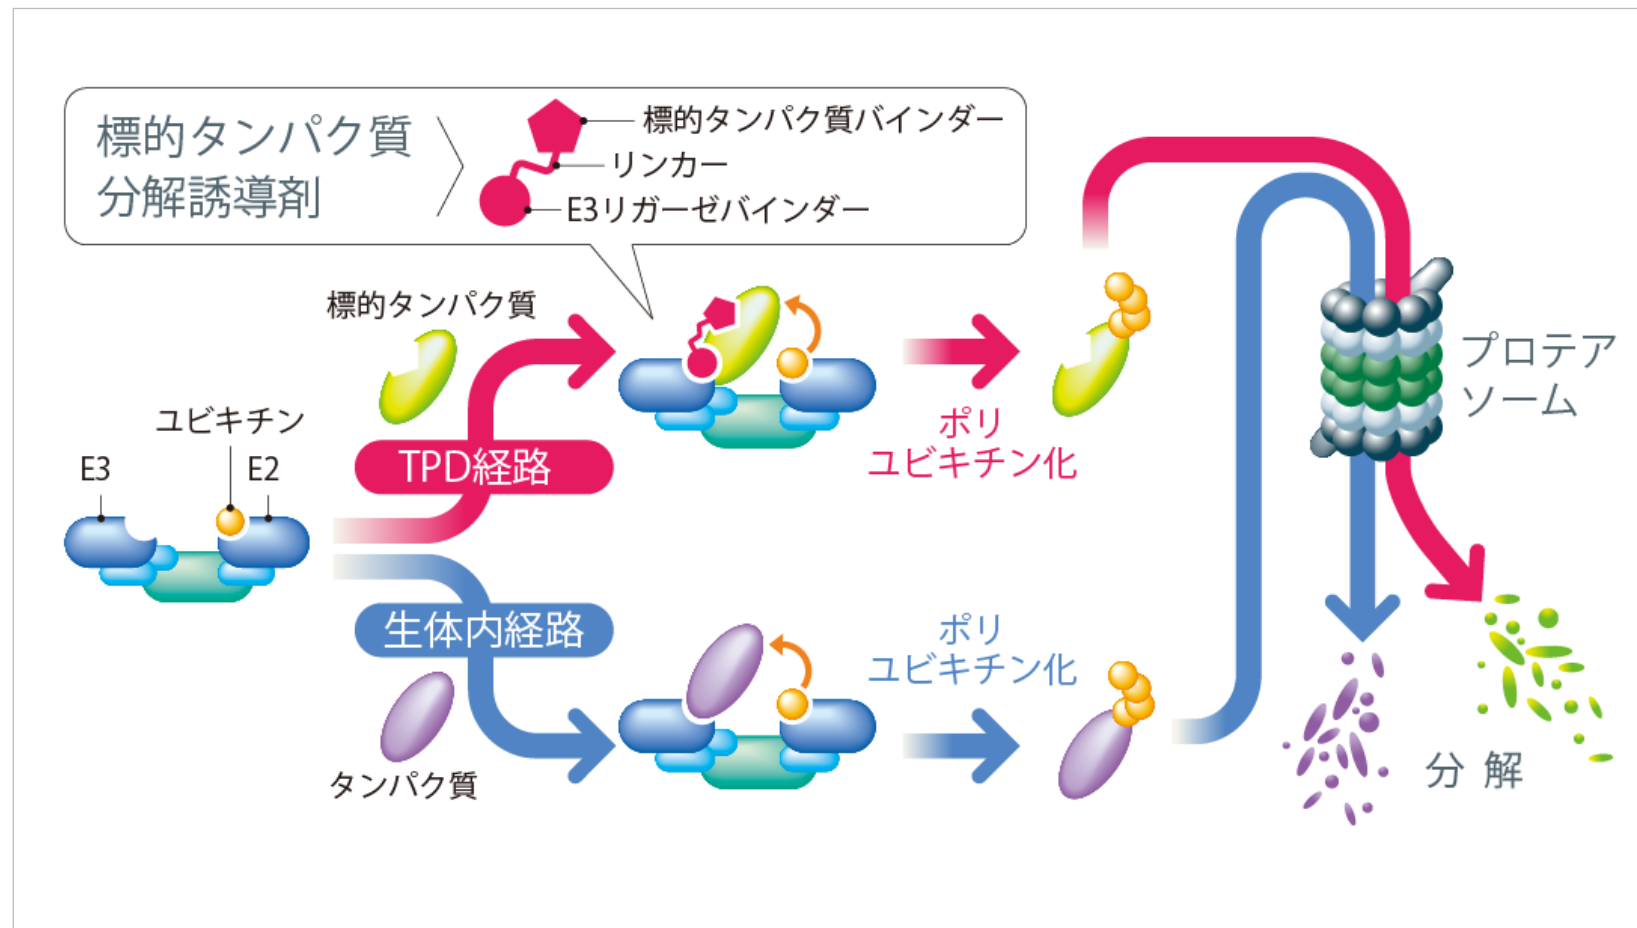 標的タンパク質
分解誘導剤
標的タンパク質バインダー
リンカー
E3リガーゼバインダー
標的タンパク質
ユビキチン
E3
E2
TPD経路
ポリ
ユビキチン化
プロテア
ソーム
生体内経路
タンパク質
ポリ
ユビキチン化
分解